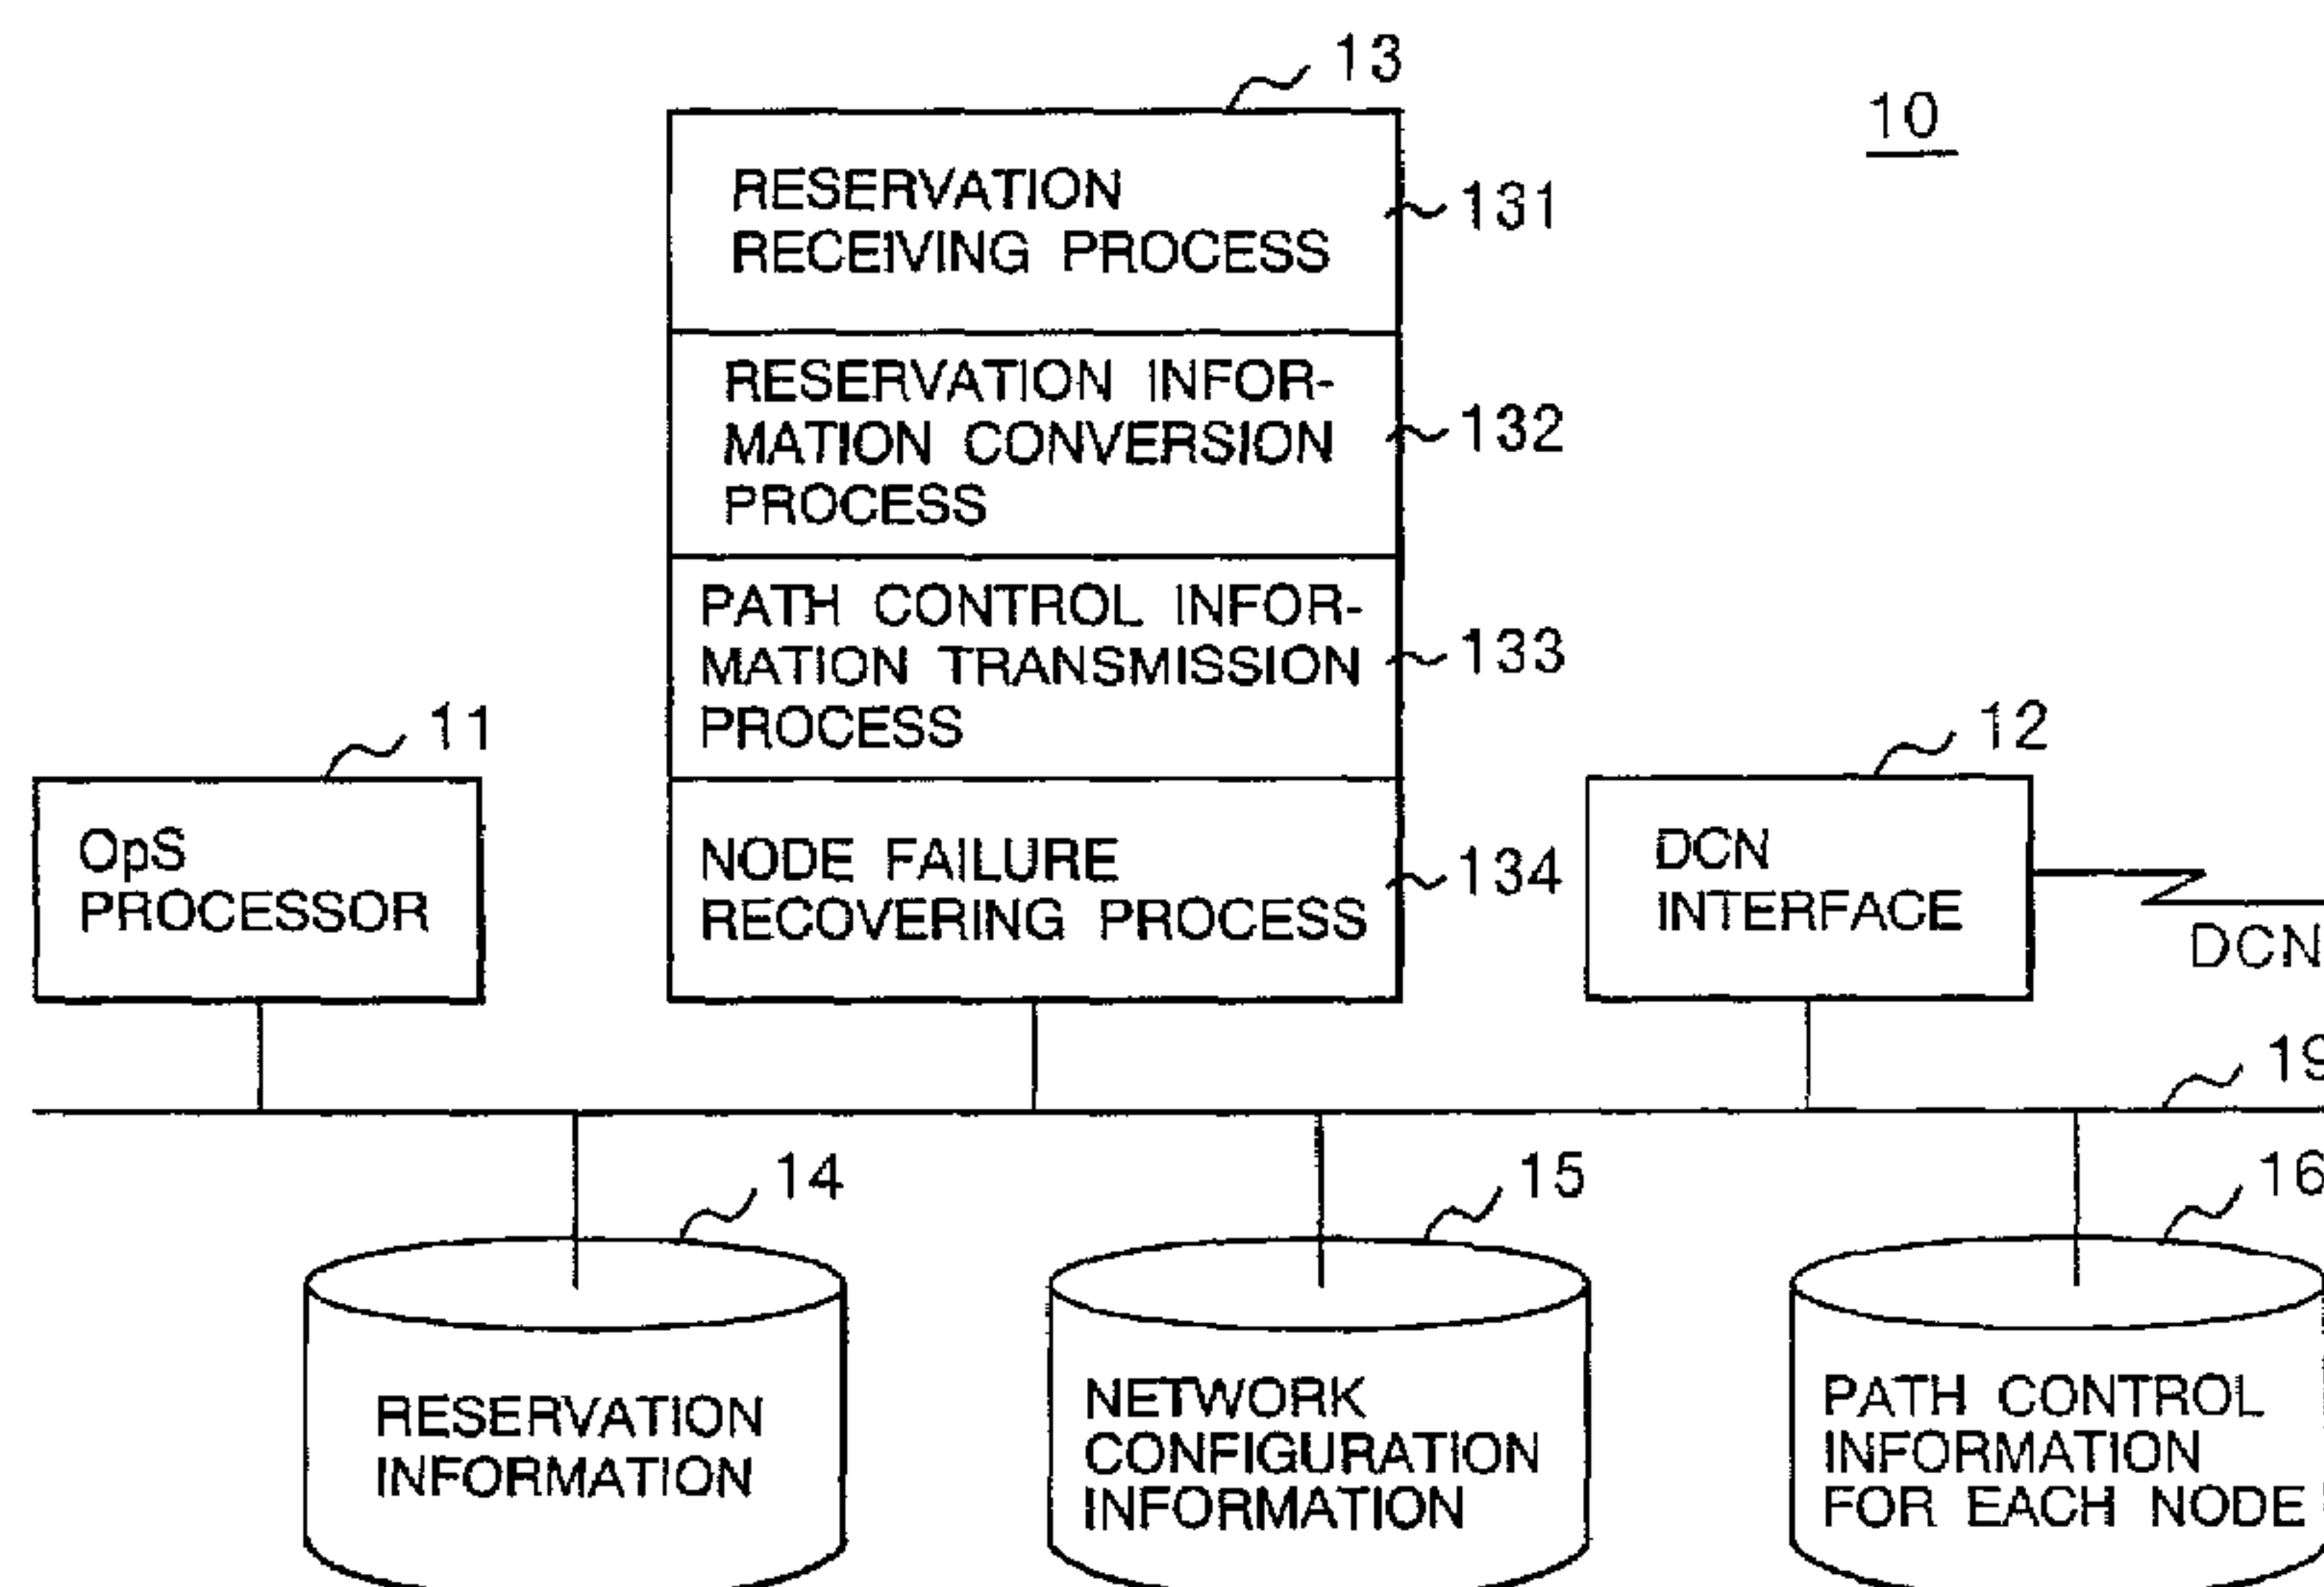 13
10
RESERVATION
RECEIVING PROCESS
131
RESERVATION INFOR-
MATION CONVERSION
PROCESS
132
PATH CONTROL INFOR-
MATION TRANSMISSION
PROCESS
133
11
12
OpS
PROCESSOR
NODE FAILURE
RECOVERING PROCESS
134
DCN
INTERFACE
DCN
19
14
15
16
RESERVATION
INFORMATION
NETWORK
CONFIGURATION
INFORMATION
PATH CONTROL
INFORMATION
FOR EACH NODE